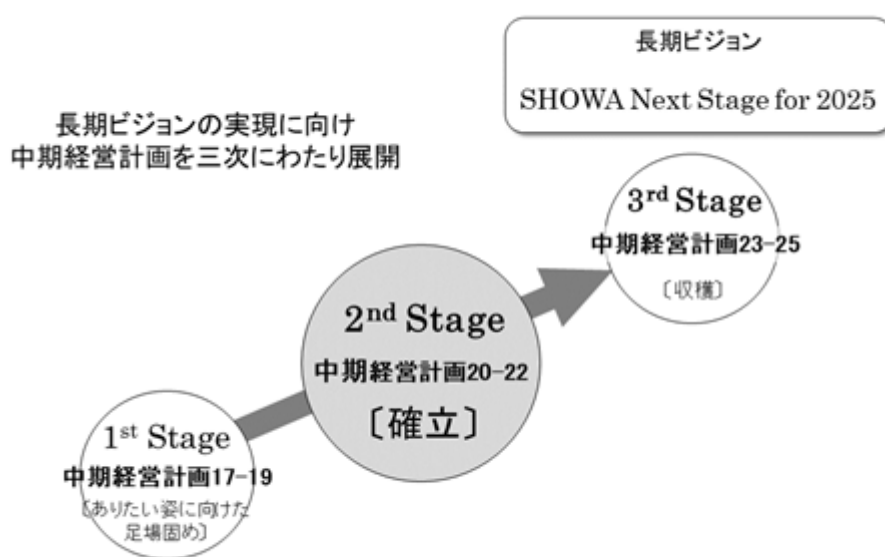 長期ビジョン
SHOWA Next Stage for 2025
長期ビジョンの実現に向け
中期経営計画を三次にわたり展開
3rd Stage
中期経営計画23-25
〔収穫〕
2nd Stage
中期経営計画20-22
〔確立〕
1st Stage
中期経営計画17-19
〔ありたい姿に向けた
足場固め〕